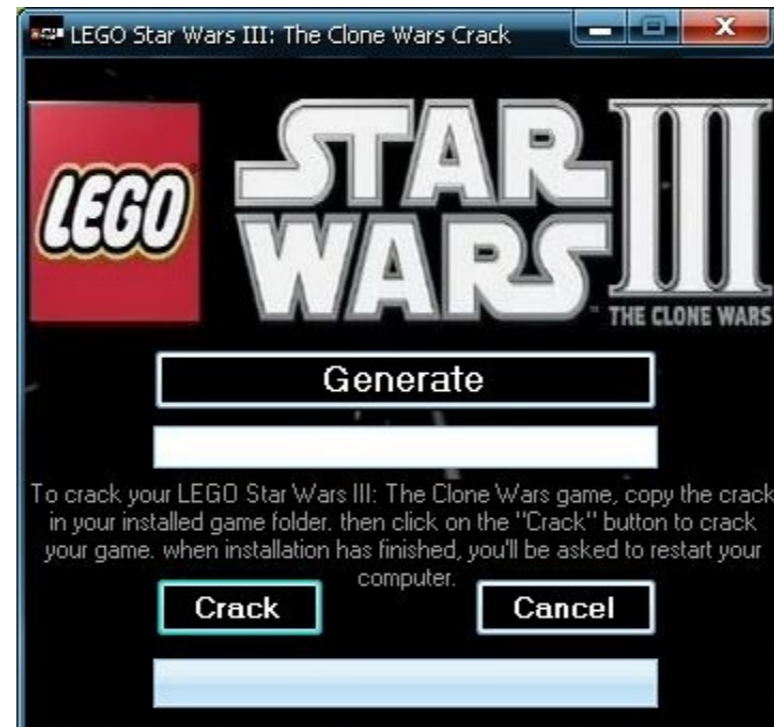 LEGO Star Wars III: The Clone Wars Crack
LEGO
STAR WARS III
THE CLONE WARS
Generate
To crack your LEGO Star Wars III: The Clone Wars game, copy the crack
in your installed game folder. then click on the "Crack" button to crack
your game. when installation has finished, you'll be asked to restart your
computer.
Crack
Cancel